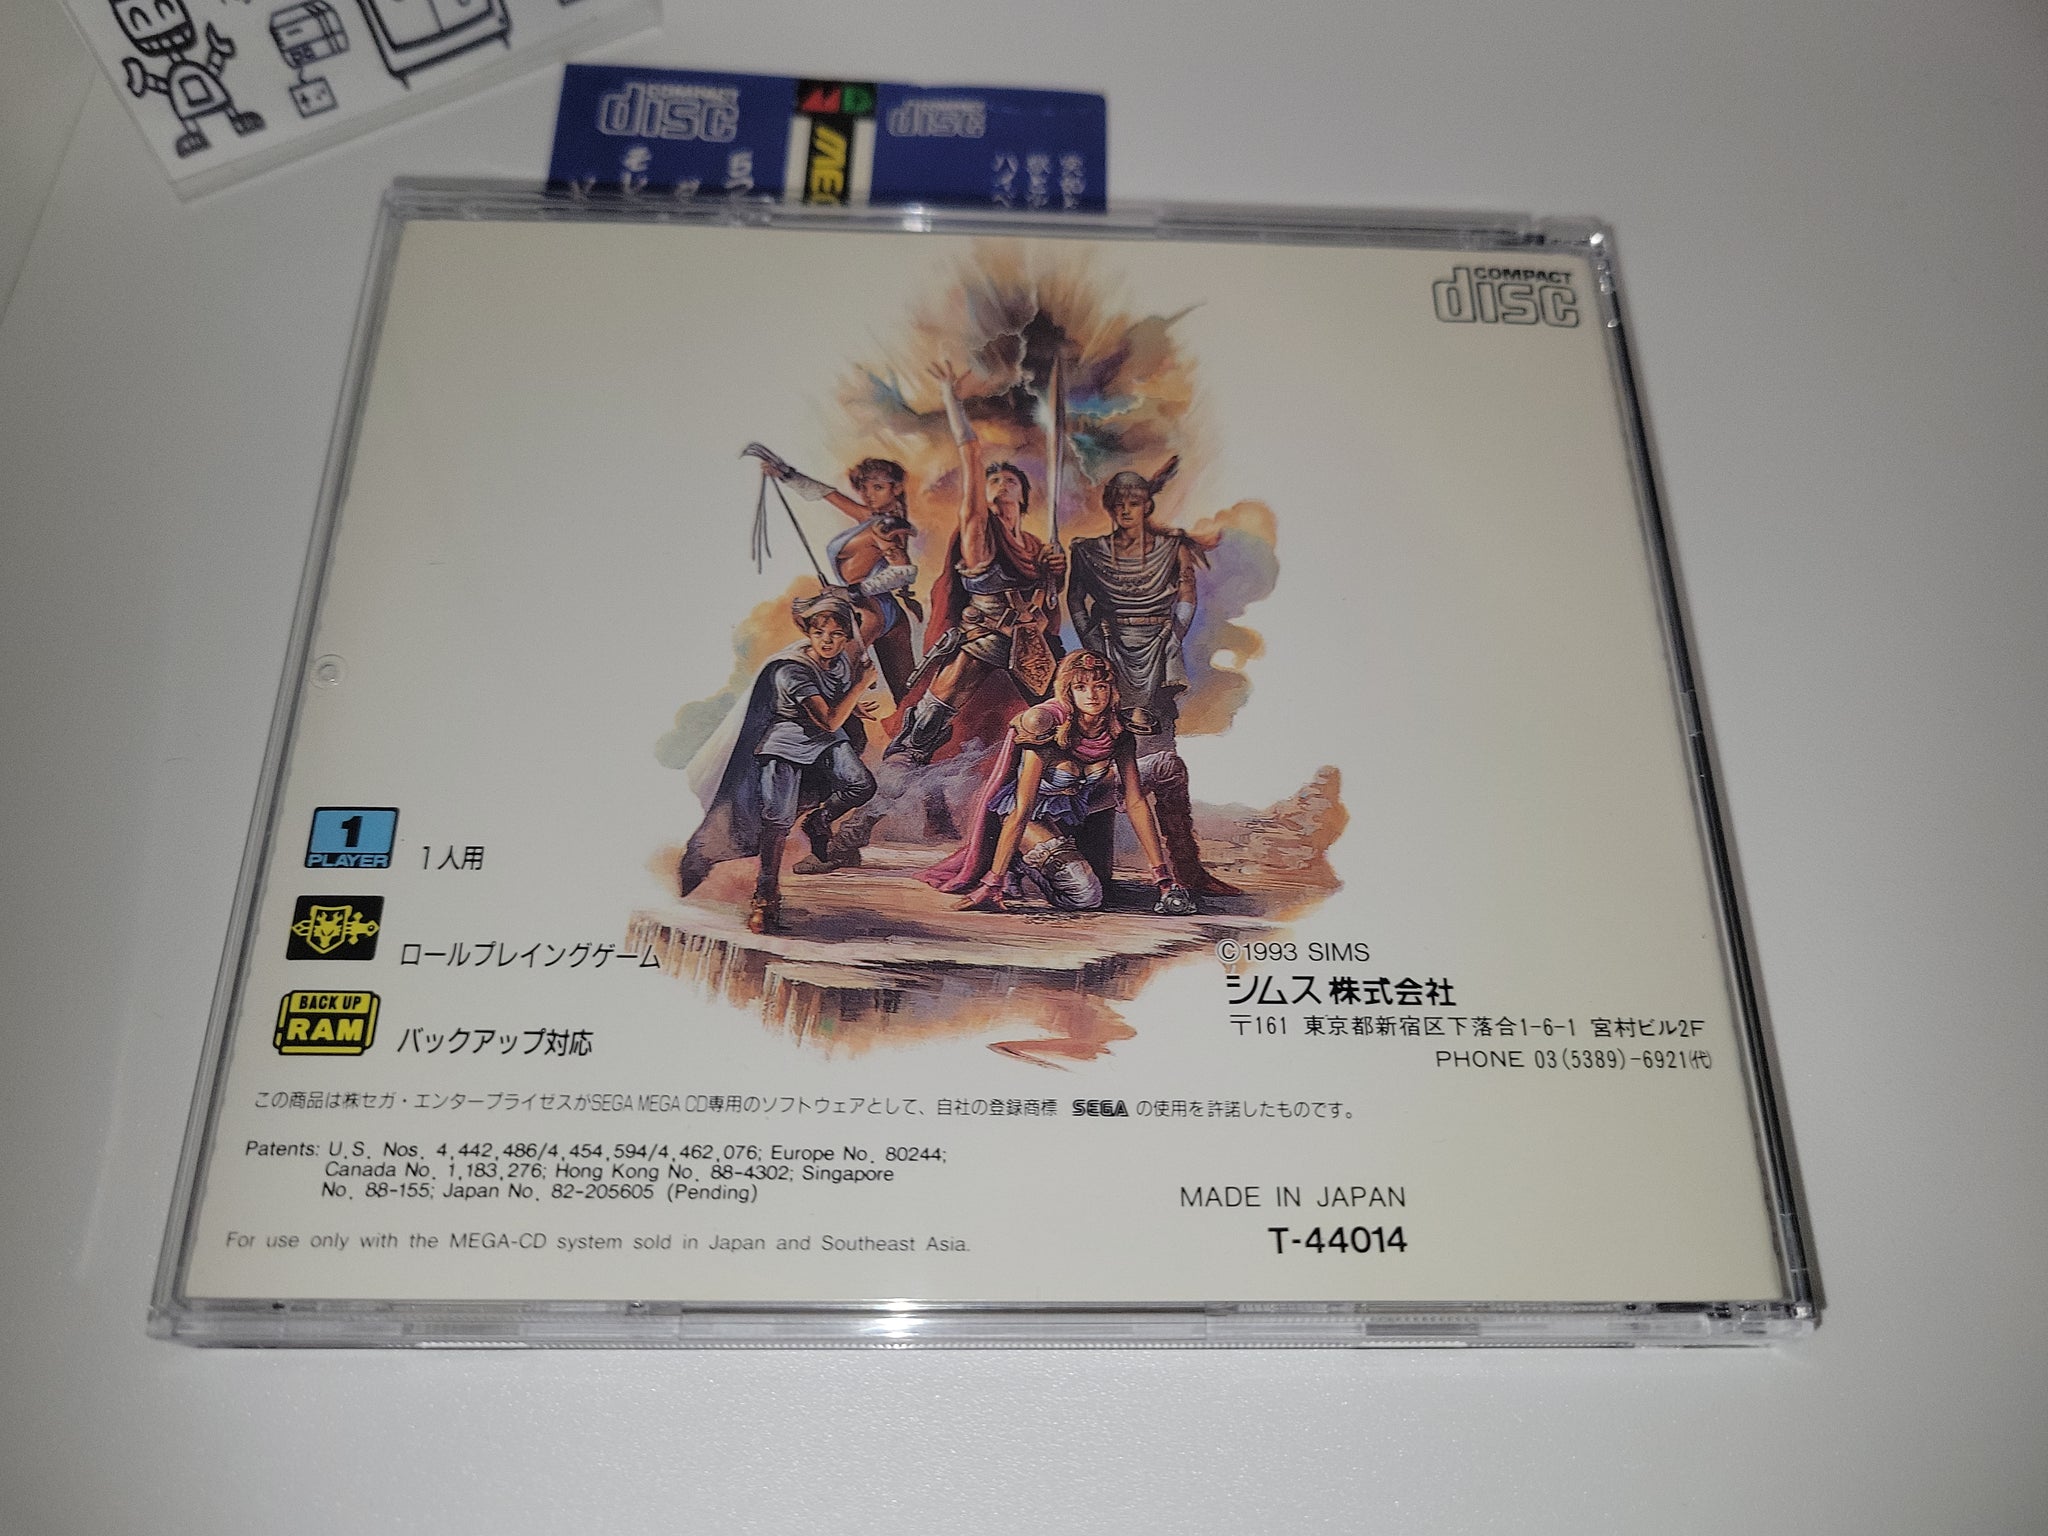 COMPACT
disc
COMPACT
disc
COMPACT
disc
1
PLAYER
1人用
ロールプレイングゲーム
BACK UP
RAM
バックアップ対応
©1993 SIMS
シムス株式会社
〒161 東京都新宿区下落合1-6-1 宮村ビル2F
PHONE 03(5389)-6921㈹
この商品は㈱セガ・エンタープライゼスがSEGA MEGA CD専用のソフトウェアとして、自社の登録商標 SEGA の使用を許諾したものです。
Patents: U.S. Nos. 4,442,486/4,454,594/4,462,076; Europe No. 80244;
Canada No. 1,183,276; Hong Kong No. 88-4302; Singapore
No. 88-155; Japan No. 82-205605 (Pending)
For use only with the MEGA-CD system sold in Japan and Southeast Asia.
MADE IN JAPAN
T-44014